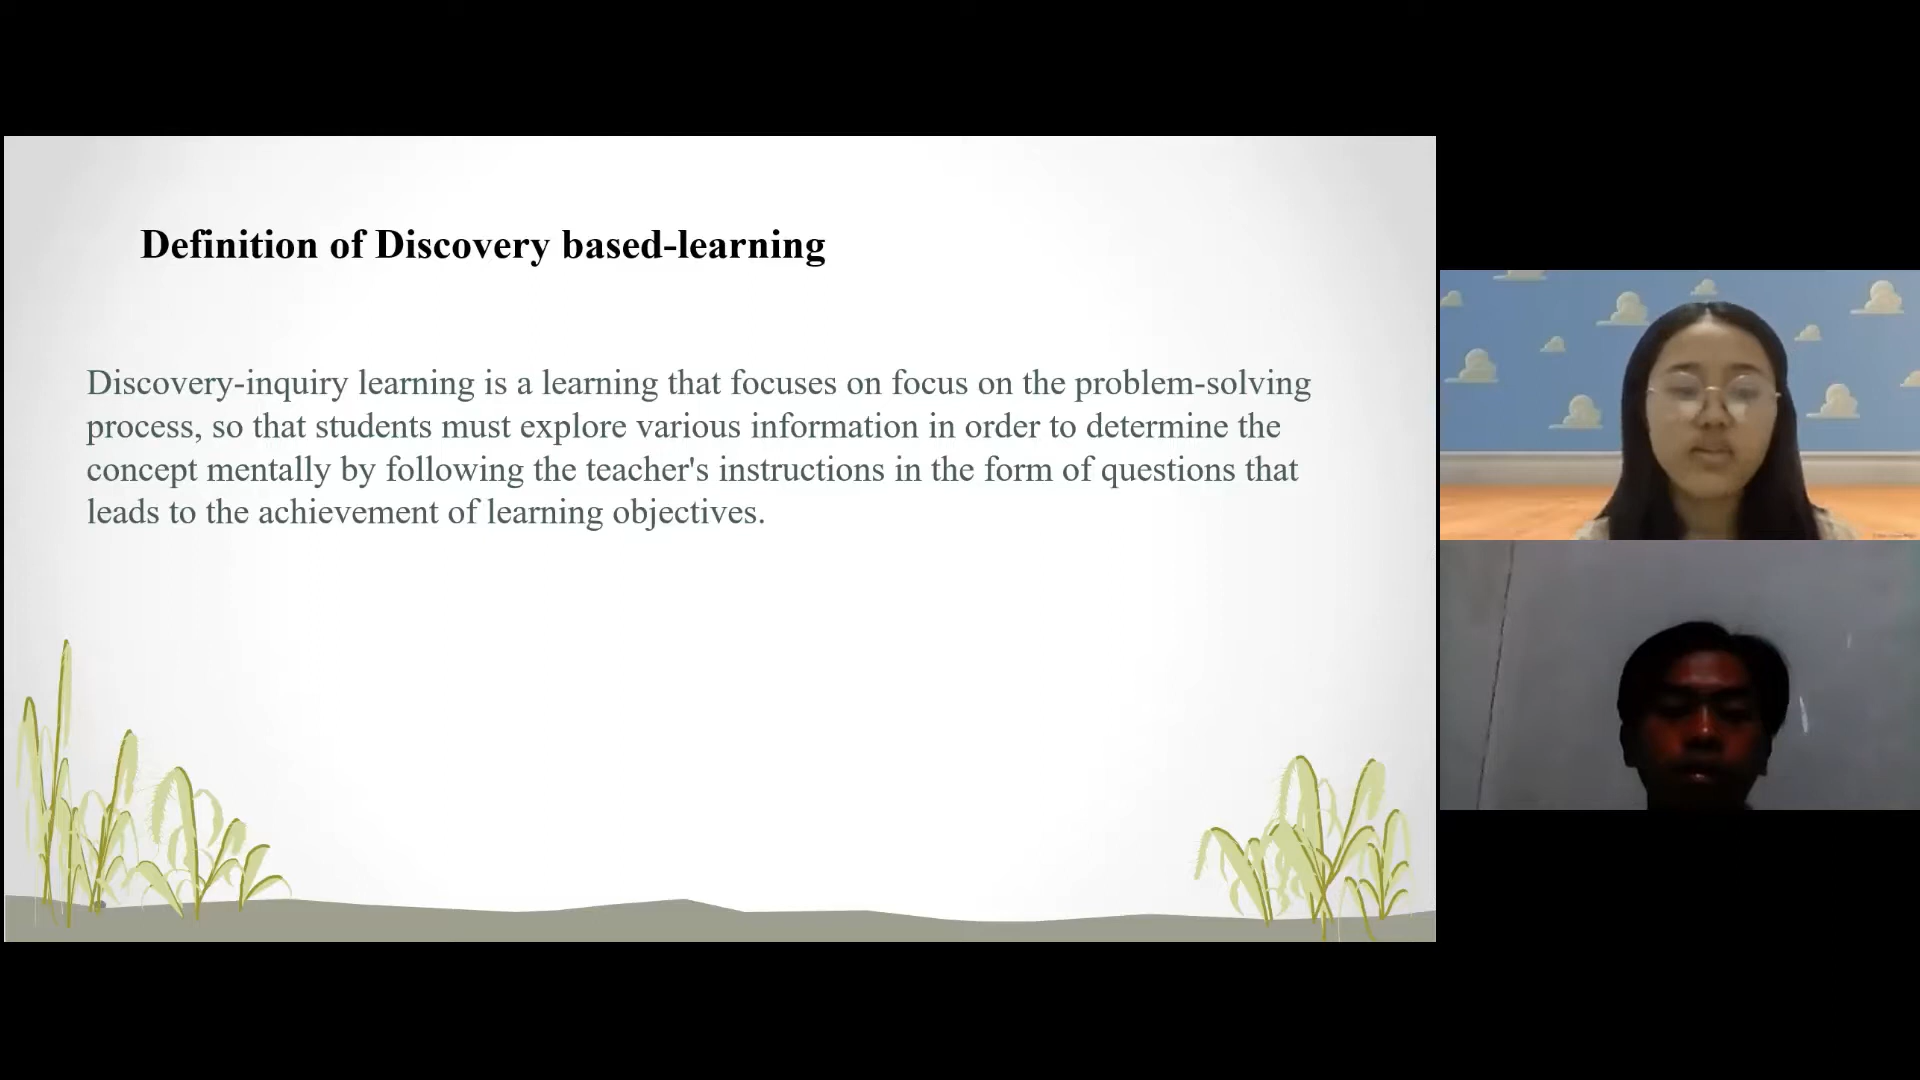 Definition of Discovery based-learning
Discovery-inquiry learning is a learning that focuses on focus on the problem-solving
process, so that students must explore various information in order to determine the
concept mentally by following the teacher's instructions in the form of questions that
leads to the achievement of learning objectives.